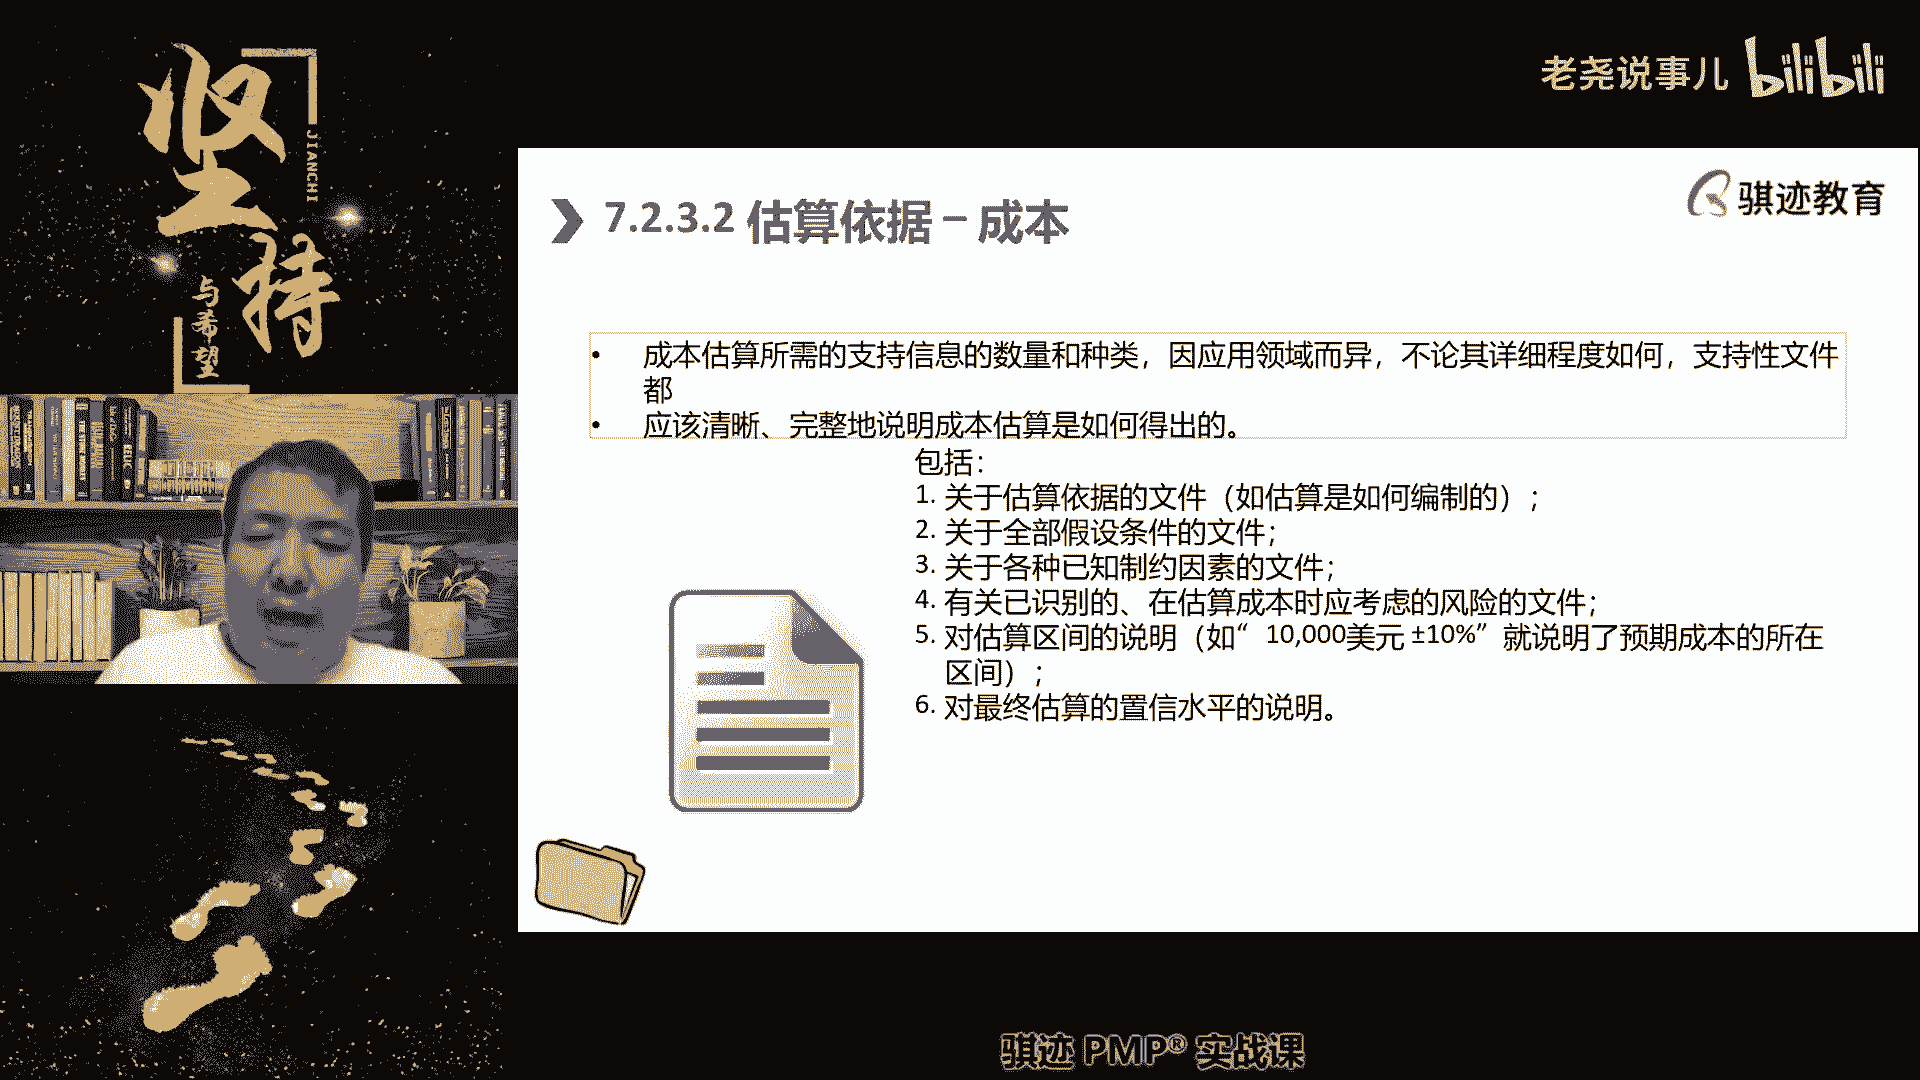 坚持
JIANCHI
与希望
老尧说事儿 bilibili
骐迹教育
7.2.3.2 估算依据 – 成本
• 成本估算所需的支持信息的数量和种类，因应用领域而异，不论其详细程度如何，支持性文件
都
• 应该清晰、完整地说明成本估算是如何得出的。
包括：
1. 关于估算依据的文件（如估算是如何编制的）；
2. 关于全部假设条件的文件；
3. 关于各种已知制约因素的文件；
4. 有关已识别的、在估算成本时应考虑的风险的文件；
5. 对估算区间的说明（如“ 10,000美元 ±10%”就说明了预期成本的所在
区间）；
6. 对最终估算的置信水平的说明。
骐迹 PMP® 实战课